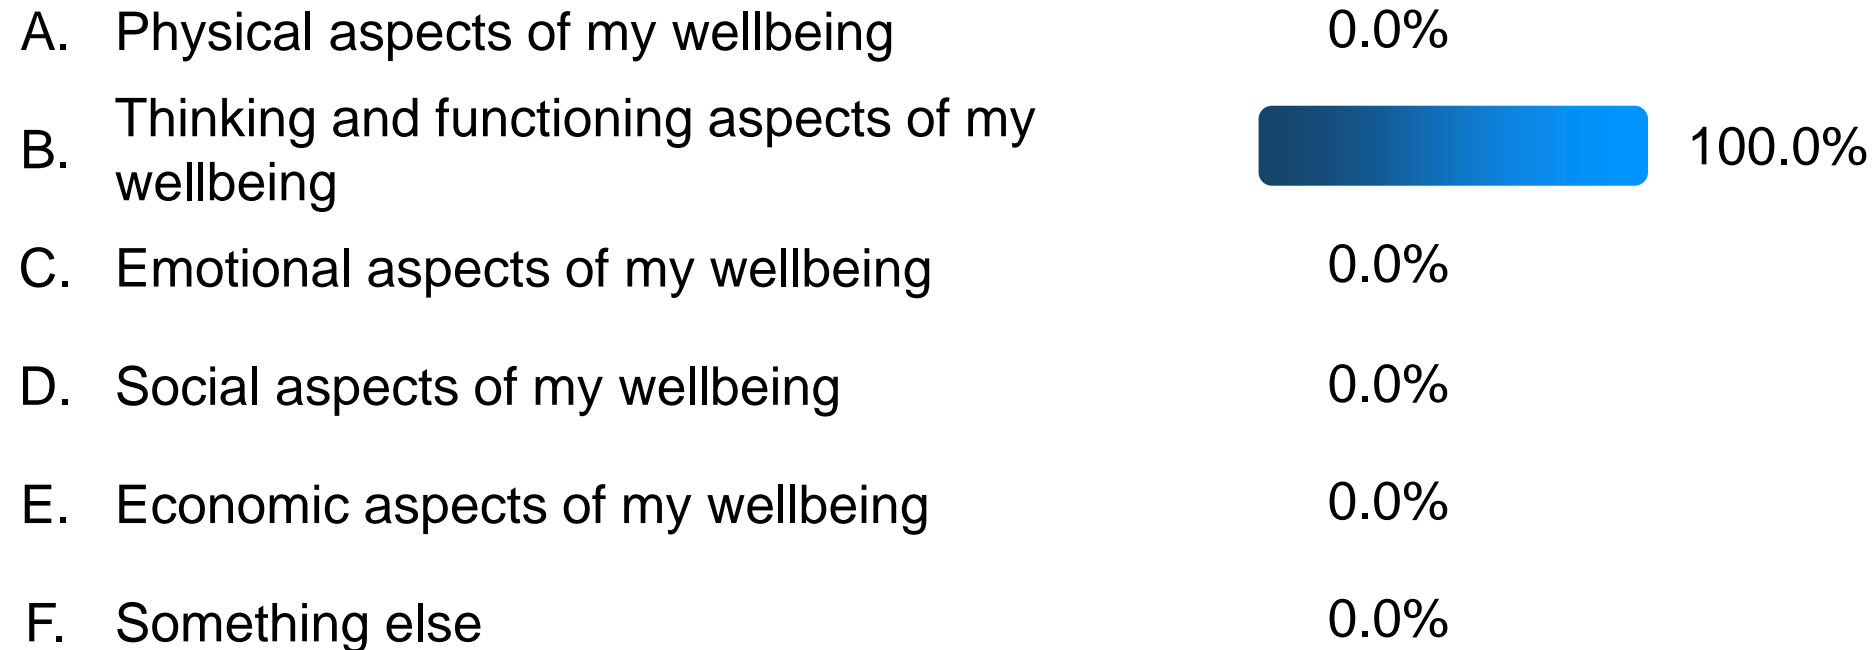 A. Physical aspects of my wellbeing 0.0%
B. Thinking and functioning aspects of my
wellbeing 100.0%
C. Emotional aspects of my wellbeing 0.0%
D. Social aspects of my wellbeing 0.0%
E. Economic aspects of my wellbeing 0.0%
F. Something else 0.0%